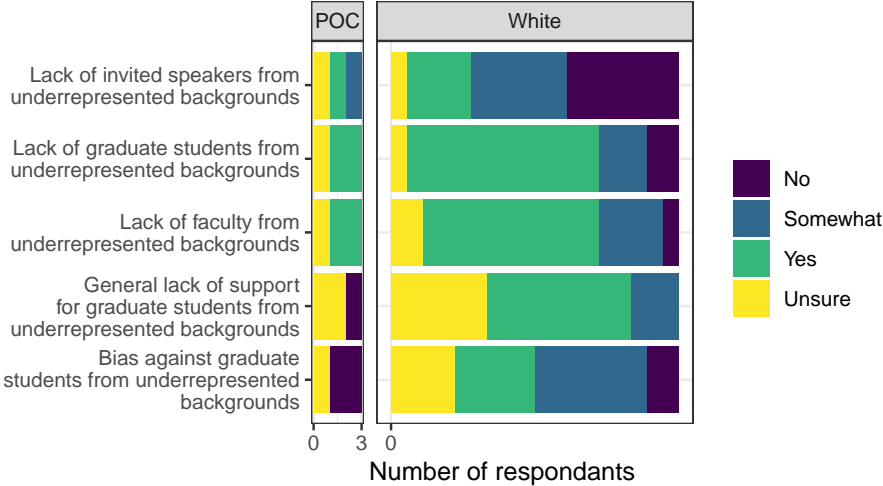 POC
White
Lack of invited speakers from
underrepresented backgrounds
Lack of graduate students from
underrepresented backgrounds
Lack of faculty from
underrepresented backgrounds
General lack of support
for graduate students from
underrepresented backgrounds
Bias against graduate
students from underrepresented
backgrounds
0 3 0
Number of respondants
No
Somewhat
Yes
Unsure